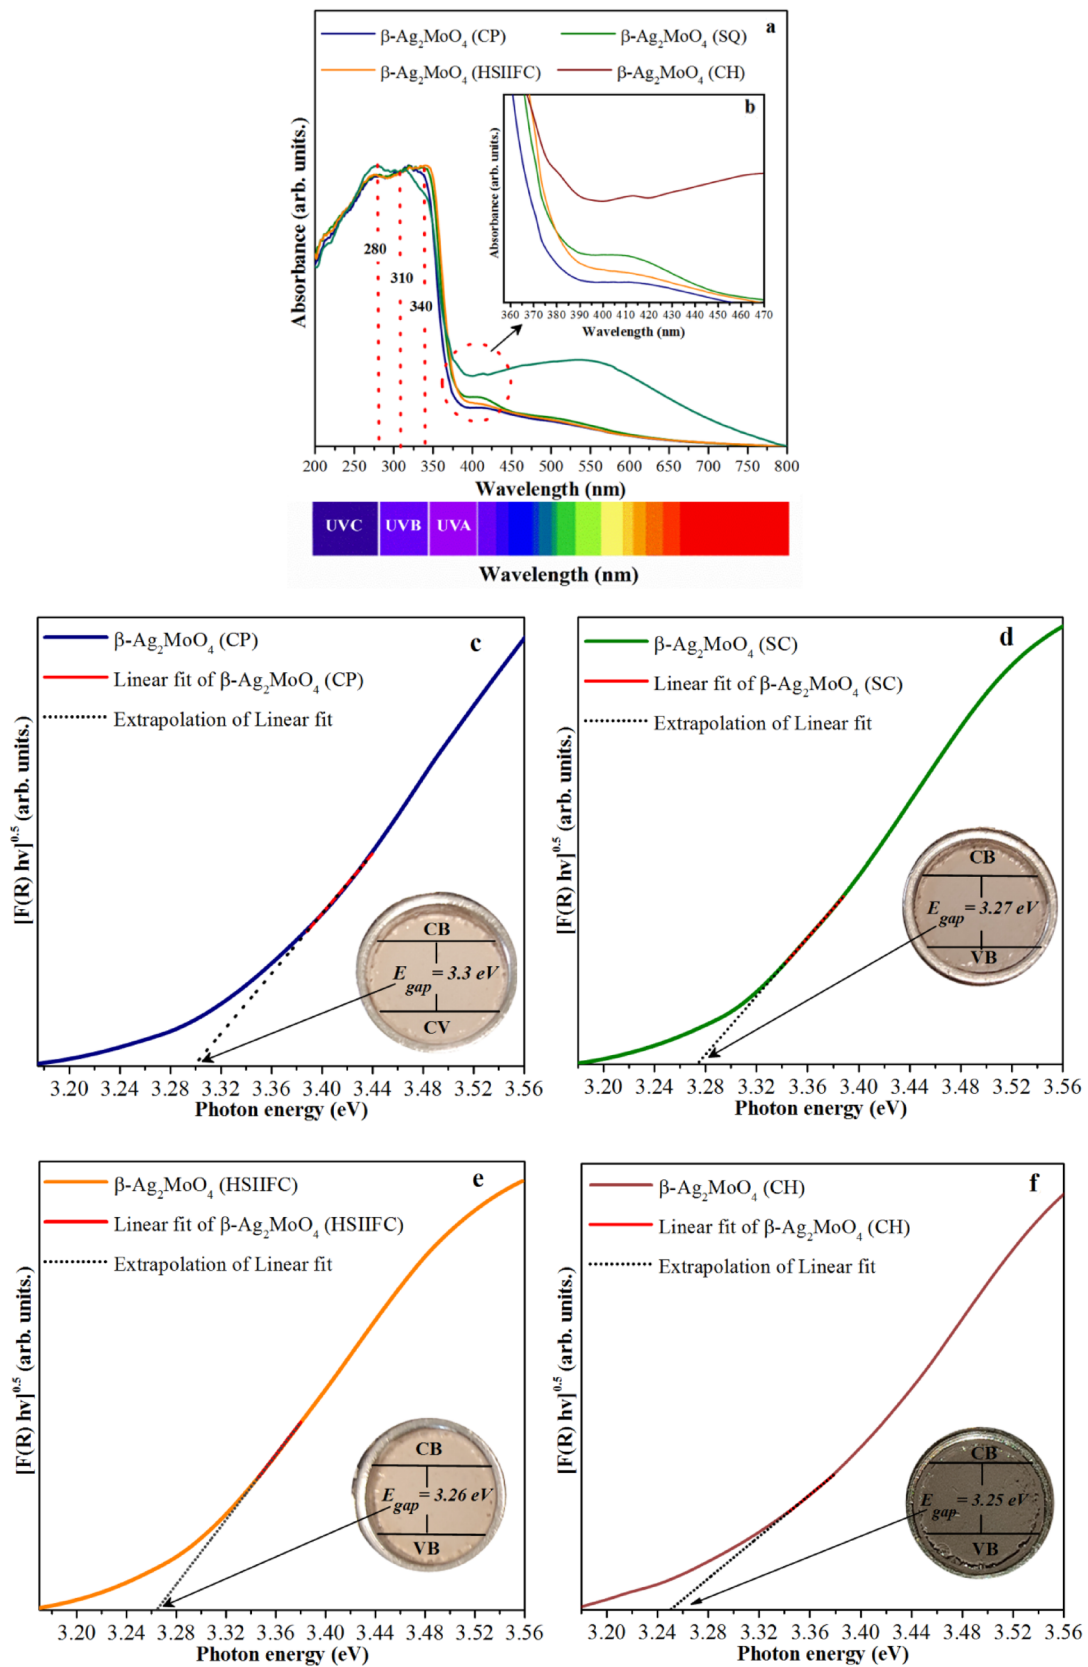 a
β-Ag2MoO4 (CP)
β-Ag2MoO4 (SQ)
β-Ag2MoO4 (HSIIFC)
β-Ag2MoO4 (CH)
b
Absorbance (arb. units.)
360 370 380 390 400 410 420 430 440 450 460 470
Wavelength (nm)
Absorbance (arb. units.)
280
310
340
200 250 300 350 400 450 500 550 600 650 700 750 800
Wavelength (nm)
UVC UVB UVA
Wavelength (nm)
c
β-Ag2MoO4 (CP)
Linear fit of β-Ag2MoO4 (CP)
Extrapolation of Linear fit
[F(R) hv]0.5 (arb. units.)
CB
Egap = 3.3 eV
CV
3.20 3.24 3.28 3.32 3.36 3.40 3.44 3.48 3.52 3.56
Photon energy (eV)
d
β-Ag2MoO4 (SC)
Linear fit of β-Ag2MoO4 (SC)
Extrapolation of Linear fit
[F(R) hv]0.5 (arb. units.)
CB
Egap = 3.27 eV
VB
3.20 3.24 3.28 3.32 3.36 3.40 3.44 3.48 3.52 3.56
Photon energy (eV)
e
β-Ag2MoO4 (HSIIFC)
Linear fit of β-Ag2MoO4 (HSIIFC)
Extrapolation of Linear fit
[F(R) hv]0.5 (arb. units.)
CB
Egap = 3.26 eV
VB
3.20 3.24 3.28 3.32 3.36 3.40 3.44 3.48 3.52 3.56
Photon energy (eV)
f
β-Ag2MoO4 (CH)
Linear fit of β-Ag2MoO4 (CH)
Extrapolation of Linear fit
[F(R) hv]0.5 (arb. units.)
CB
Egap = 3.25 eV
VB
3.20 3.24 3.28 3.32 3.36 3.40 3.44 3.48 3.52 3.56
Photon energy (eV)